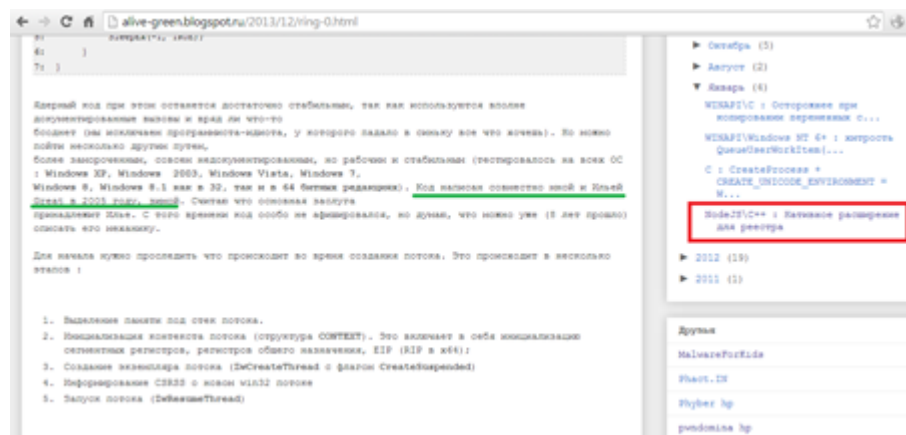 alive-green.blogspot.ru/2013/12/ring-0.html
6: }
7: }
Ядерный код при этом останется достаточно стабильным, так как используются вполне
документированные вызовы и вряд ли что-то
(мы исключаем программиста-идиота, у которого падало в синьку все что хочешь). Но можно
пойти несколько другим путем,
более замороченным, совсем недокументированным, но рабочим и стабильным (тестировалось на всех ОС
: Windows XP, Windows 2003, Windows Vista, Windows 7,
Windows 8, Windows 8.1 как в 32, так и в 64 битных редакциях). Код написан совместно мной и Ильей
Great в 2005 году, зимой. Считаю что основная заслуга
принадлежит Илье. С того времени код особо не афишировался, но думаю, что можно уже (8 лет прошло)
описать его механику.
Для начала нужно проследить что происходит во время создания потока. Это происходит в несколько
этапов :
1. Выделение памяти под стек потока.
2. Инициализация контекста потока (структура CONTEXT). Это включает в себя инициализацию
сегментных регистров, регистров общего назначения, EIP (RIP в x64);
3. Создание экземпляра потока (ZwCreateThread с флагом CreateSuspended)
4. Информирование CSRSS о новом win32 потоке
5. Запуск потока (ZwResumeThread)
► Октябрь (5)
► Август (2)
▼ Январь (4)
WINAPI\C : Осторожнее при
копировании переменных с...
WINAPI\Windows NT 6+ : хитрость
QueueUserWorkItem(...
C : CreateProcess +
CREATE_UNICODE_ENVIRONMENT =
NodeJS\C++ : Нативное расширение
для реестра
► 2012 (19)
► 2011 (1)
Друзья
MalwareForKids
Phact.IN
Phyber hp
pwndomina hp